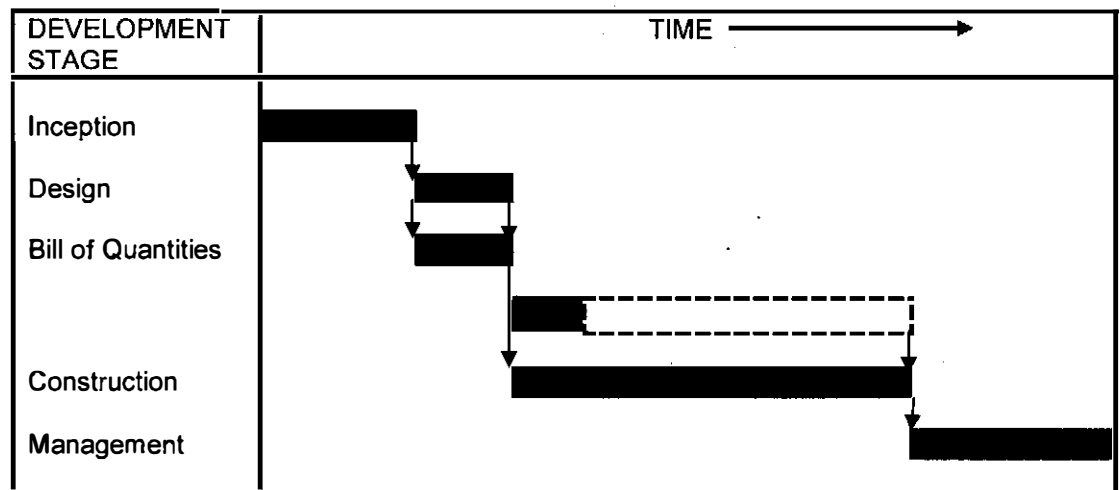 DEVELOPMENT
STAGE
TIME
Inception
Design
Bill of Quantities
Construction
Management